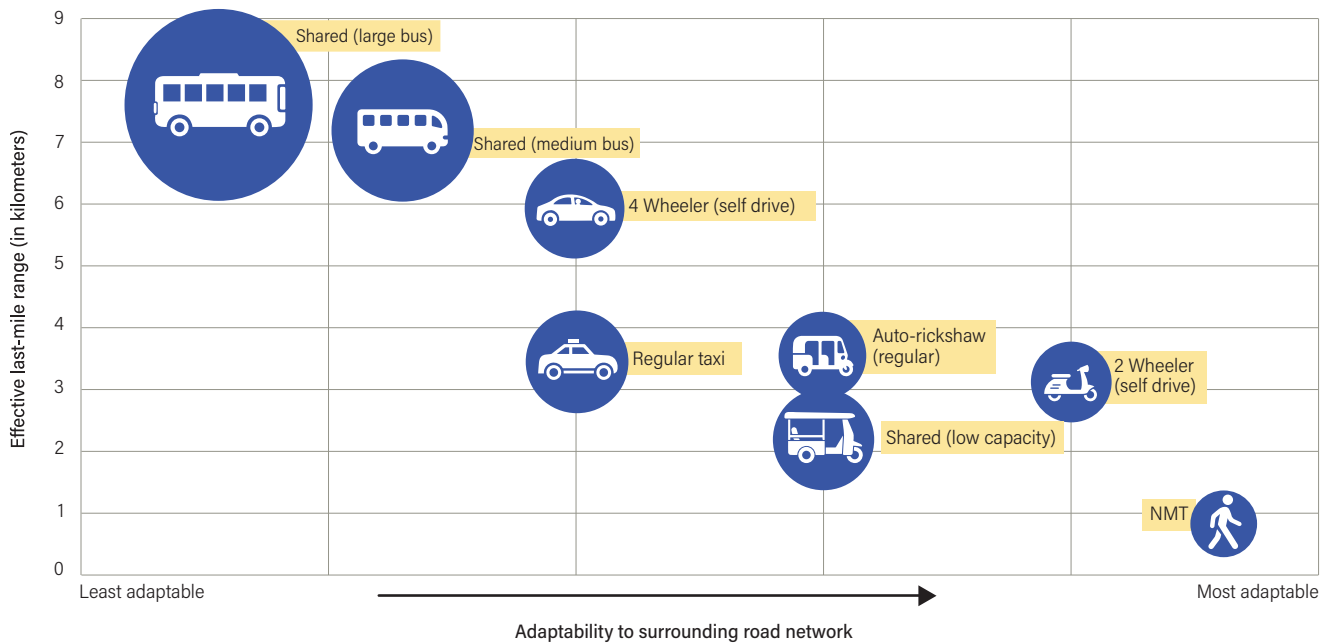 9
Shared (large bus)
8
7
Shared (medium bus)
6
4 Wheeler (self drive)
5
4
Auto-rickshaw
(regular)
Regular taxi
2 Wheeler
(self drive)
3
Shared (low capacity)
2
1
NMT
0
Effective last-mile range (in kilometers)
Least adaptable
Most adaptable
Adaptability to surrounding road network